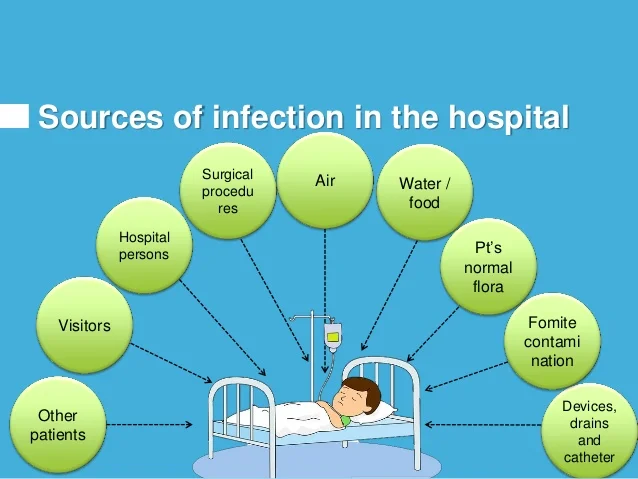 Sources of infection in the hospital
Other
patients
Visitors
Hospital
persons
Surgical
procedu
res
Air
Water /
food
Pt's
normal
flora
Fomite
contami
nation
Devices,
drains
and
catheter